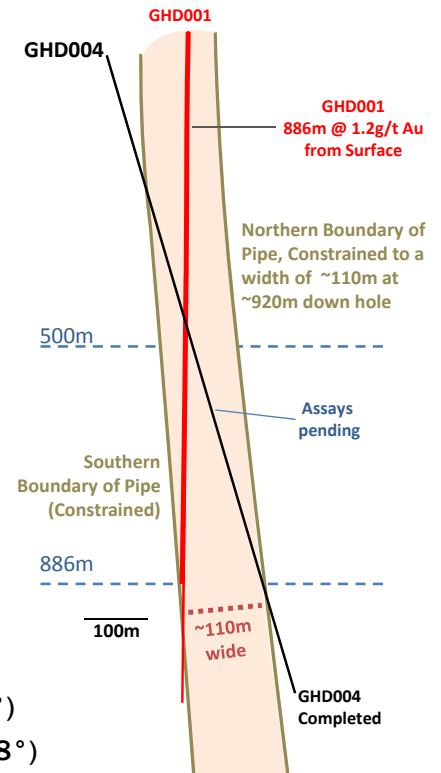 GHD001
GHD004
GHD001
886m @ 1.2g/t Au
from Surface
Northern Boundary of
Pipe, Constrained to a
width of ~110m at
~920m down hole
500m
Assays
pending
Southern
Boundary of Pipe
(Constrained)
886m
100m
~110m
wide
GHD004
Completed
°)
8°)